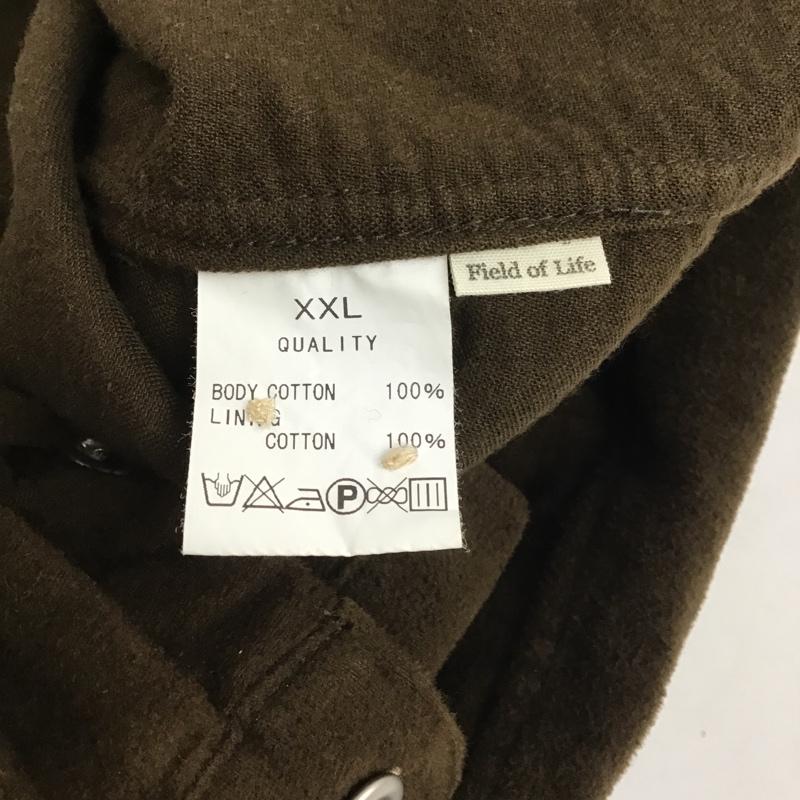 Field of Life
XXL
QUALITY
BODY COTTON 100%
LINING
COTTON 100%
P